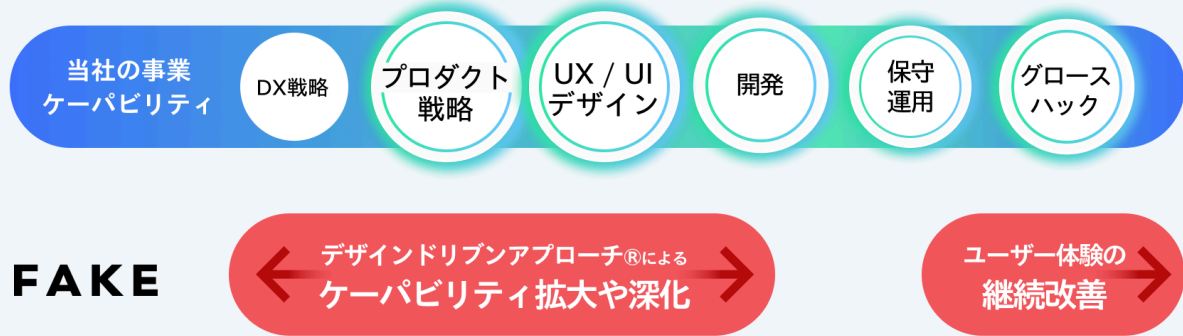 当社の事業
ケーパビリティ
DX戦略
プロダクト
戦略
UX / UI
デザイン
開発
保守
運用
グロース
ハック
FAKE
デザインドリブンアプローチ®による
ケーパビリティ拡大や深化
ユーザー体験の
継続改善